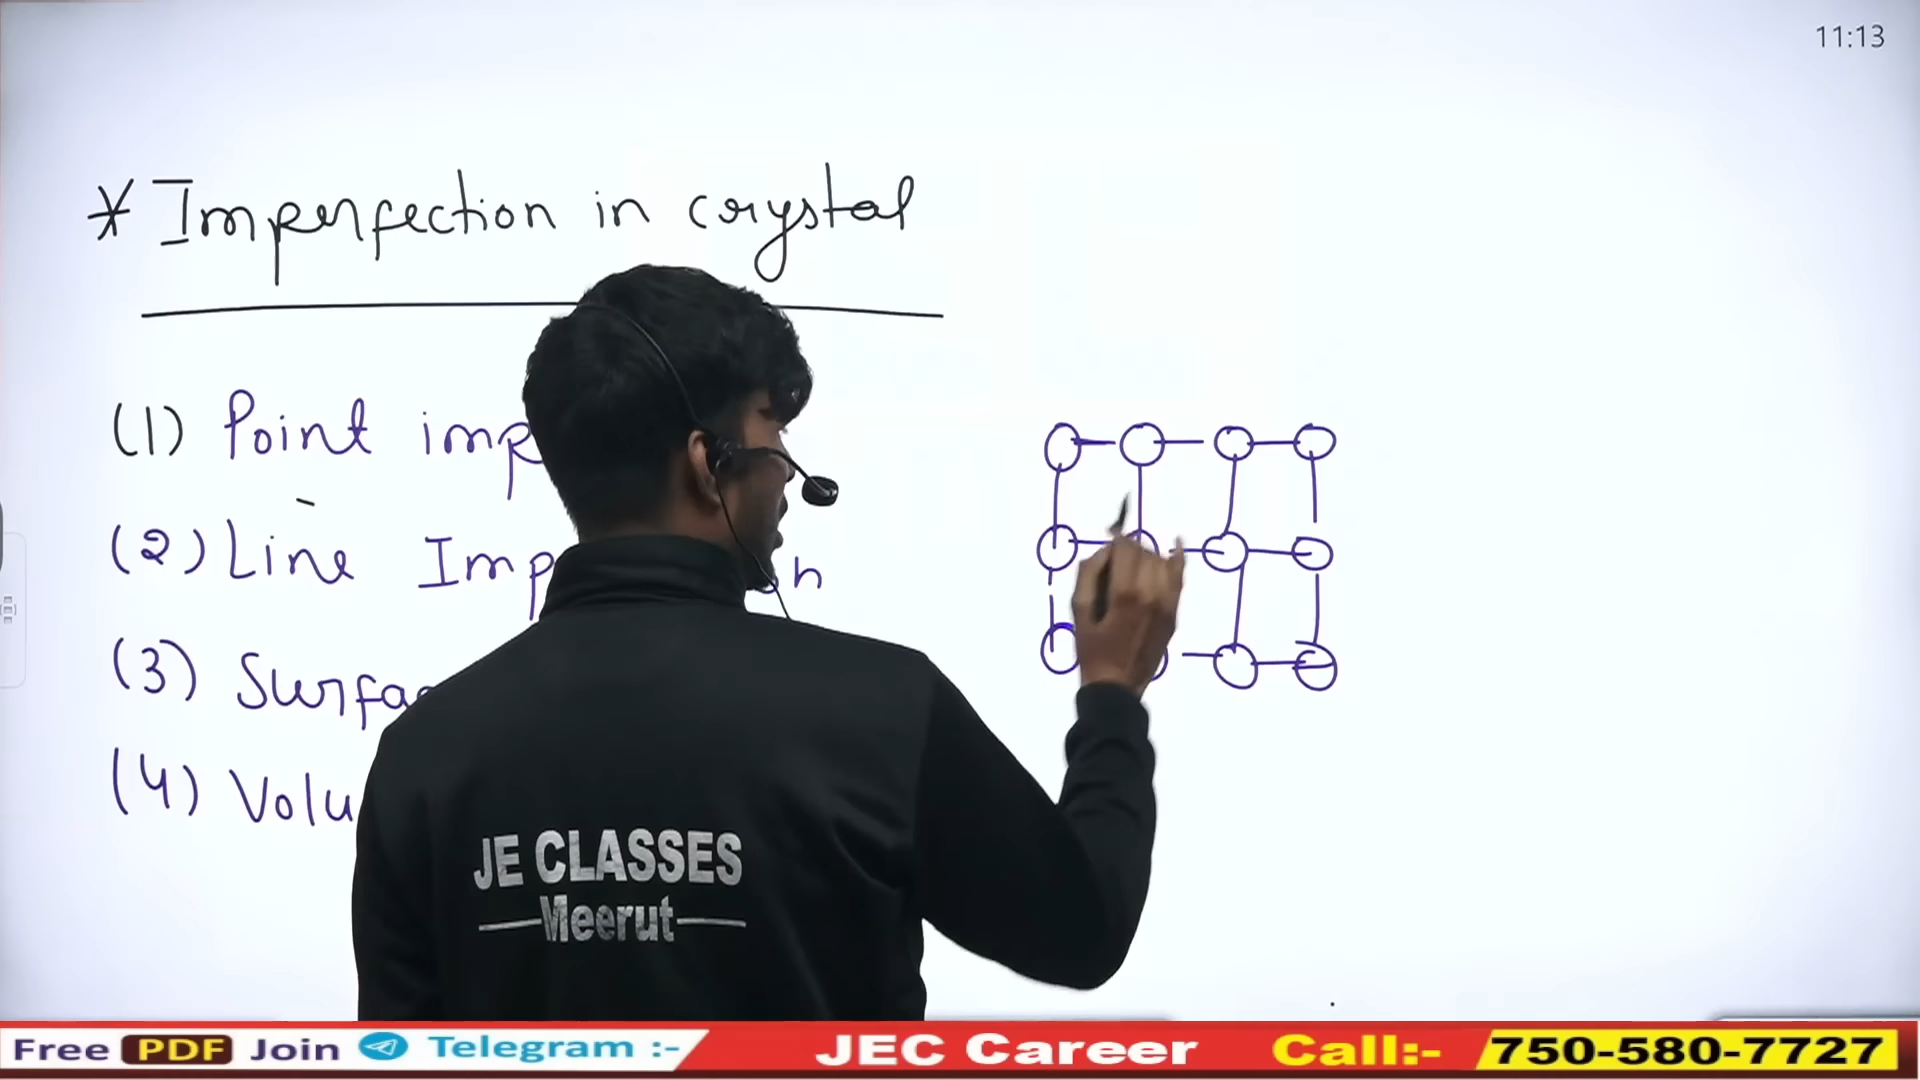 11:13
* Imperfection in crystal
(1) Point imp
(2) Line Imp n
(3) Surfa
(4) Volu
JE CLASSES
Meerut
Free PDF Join Telegram :- JEC Career Call:- 750-580-7727